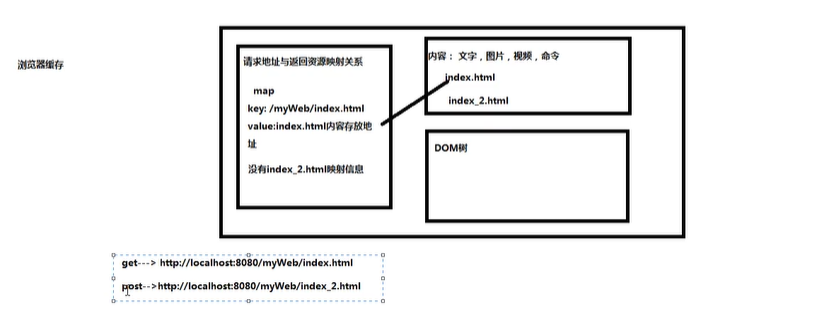 浏览器缓存
请求地址与返回资源映射关系
map
key: /myWeb/index.html
value:index.html内容存放地
址
没有index_2.html映射信息
内容： 文字，图片，视频，命令
index.html
index_2.html
DOM树
get---> http://localhost:8080/myWeb/index.html
post-->http://localhost:8080/myWeb/index_2.html